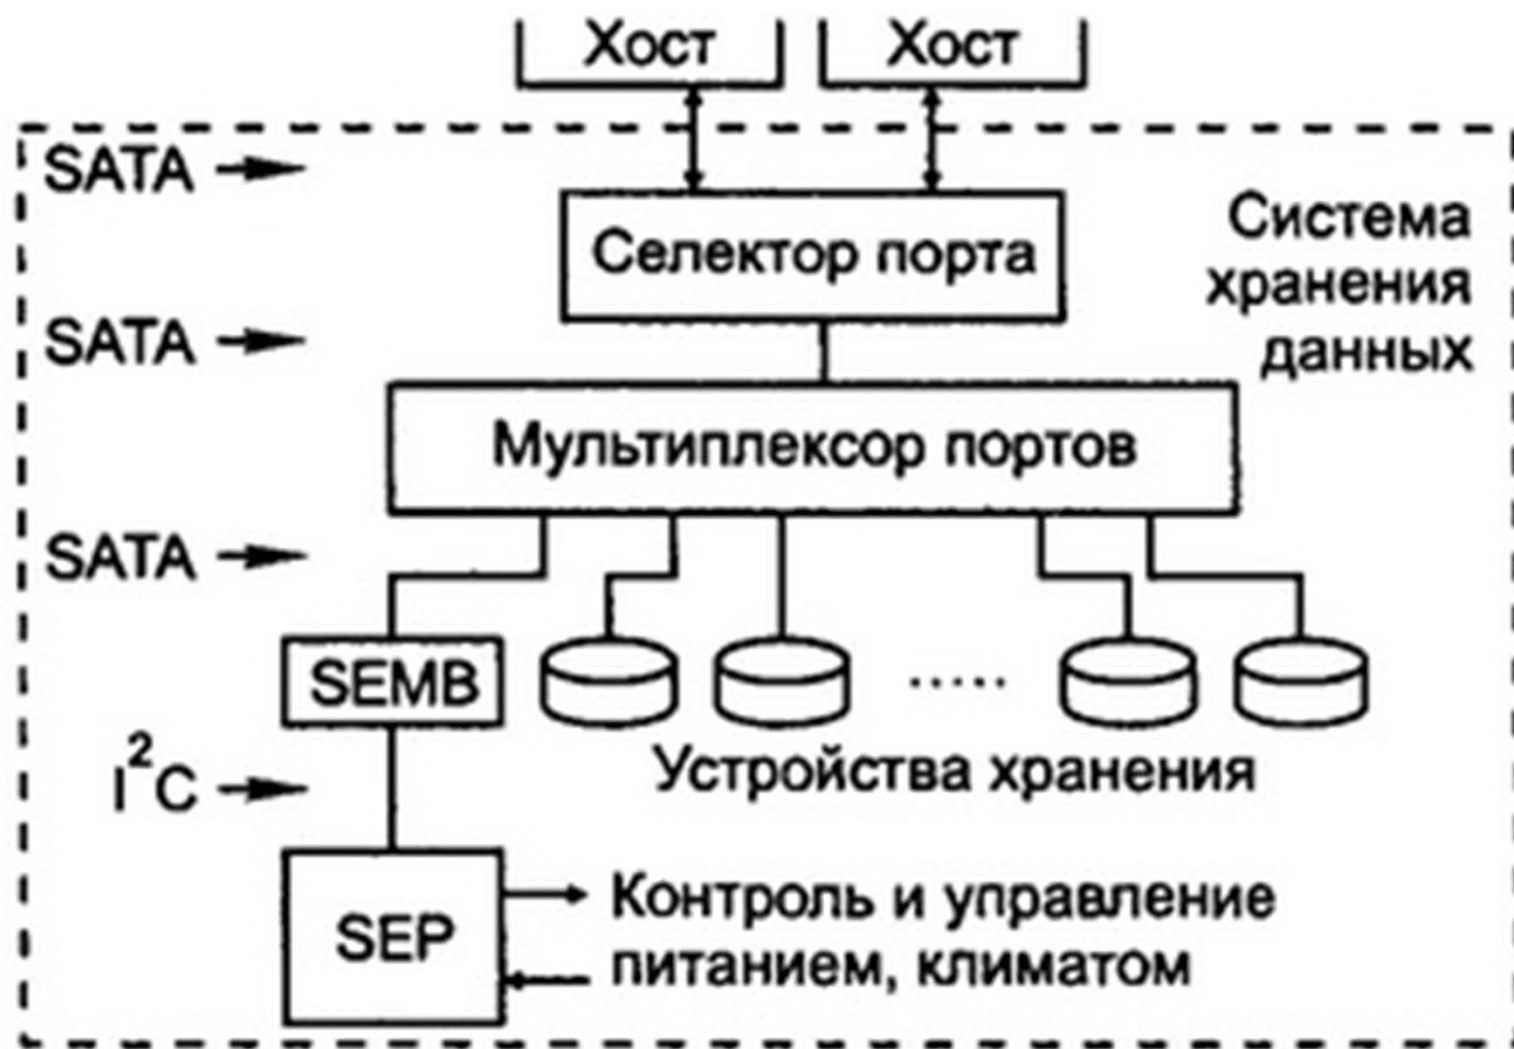 Хост
Хост
SATA
Селектор порта
Система
хранения
данных
SATA
Мультиплексор портов
SATA
SEMB
.....
Устройства хранения
I²C
SEP
Контроль и управление
питанием, климатом